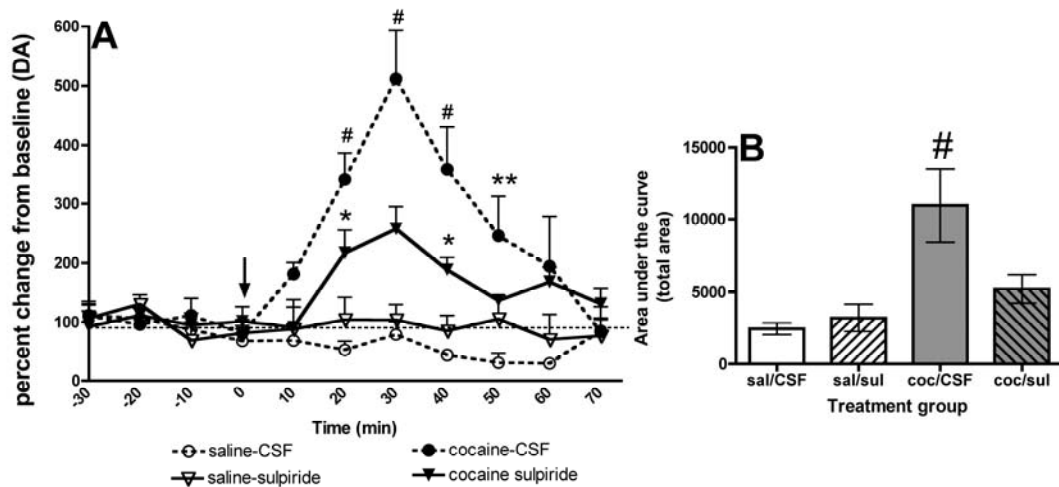 A
percent change from baseline (DA)
600
500
400
300
200
100
0
#
#
#
*
*
**
-30 -20 -10 0 10 20 30 40 50 60 70
Time (min)
saline-CSF
cocaine-CSF
saline-sulpiride
cocaine sulpiride
B
Area under the curve
(total area)
15000
10000
5000
0
#
sal/CSF sal/sul coc/CSF coc/sul
Treatment group